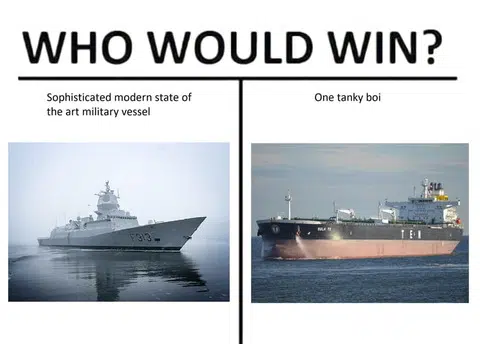 WHO WOULD WIN?
Sophisticated modern state of
the art military vessel
One tanky boi
F313
TEN